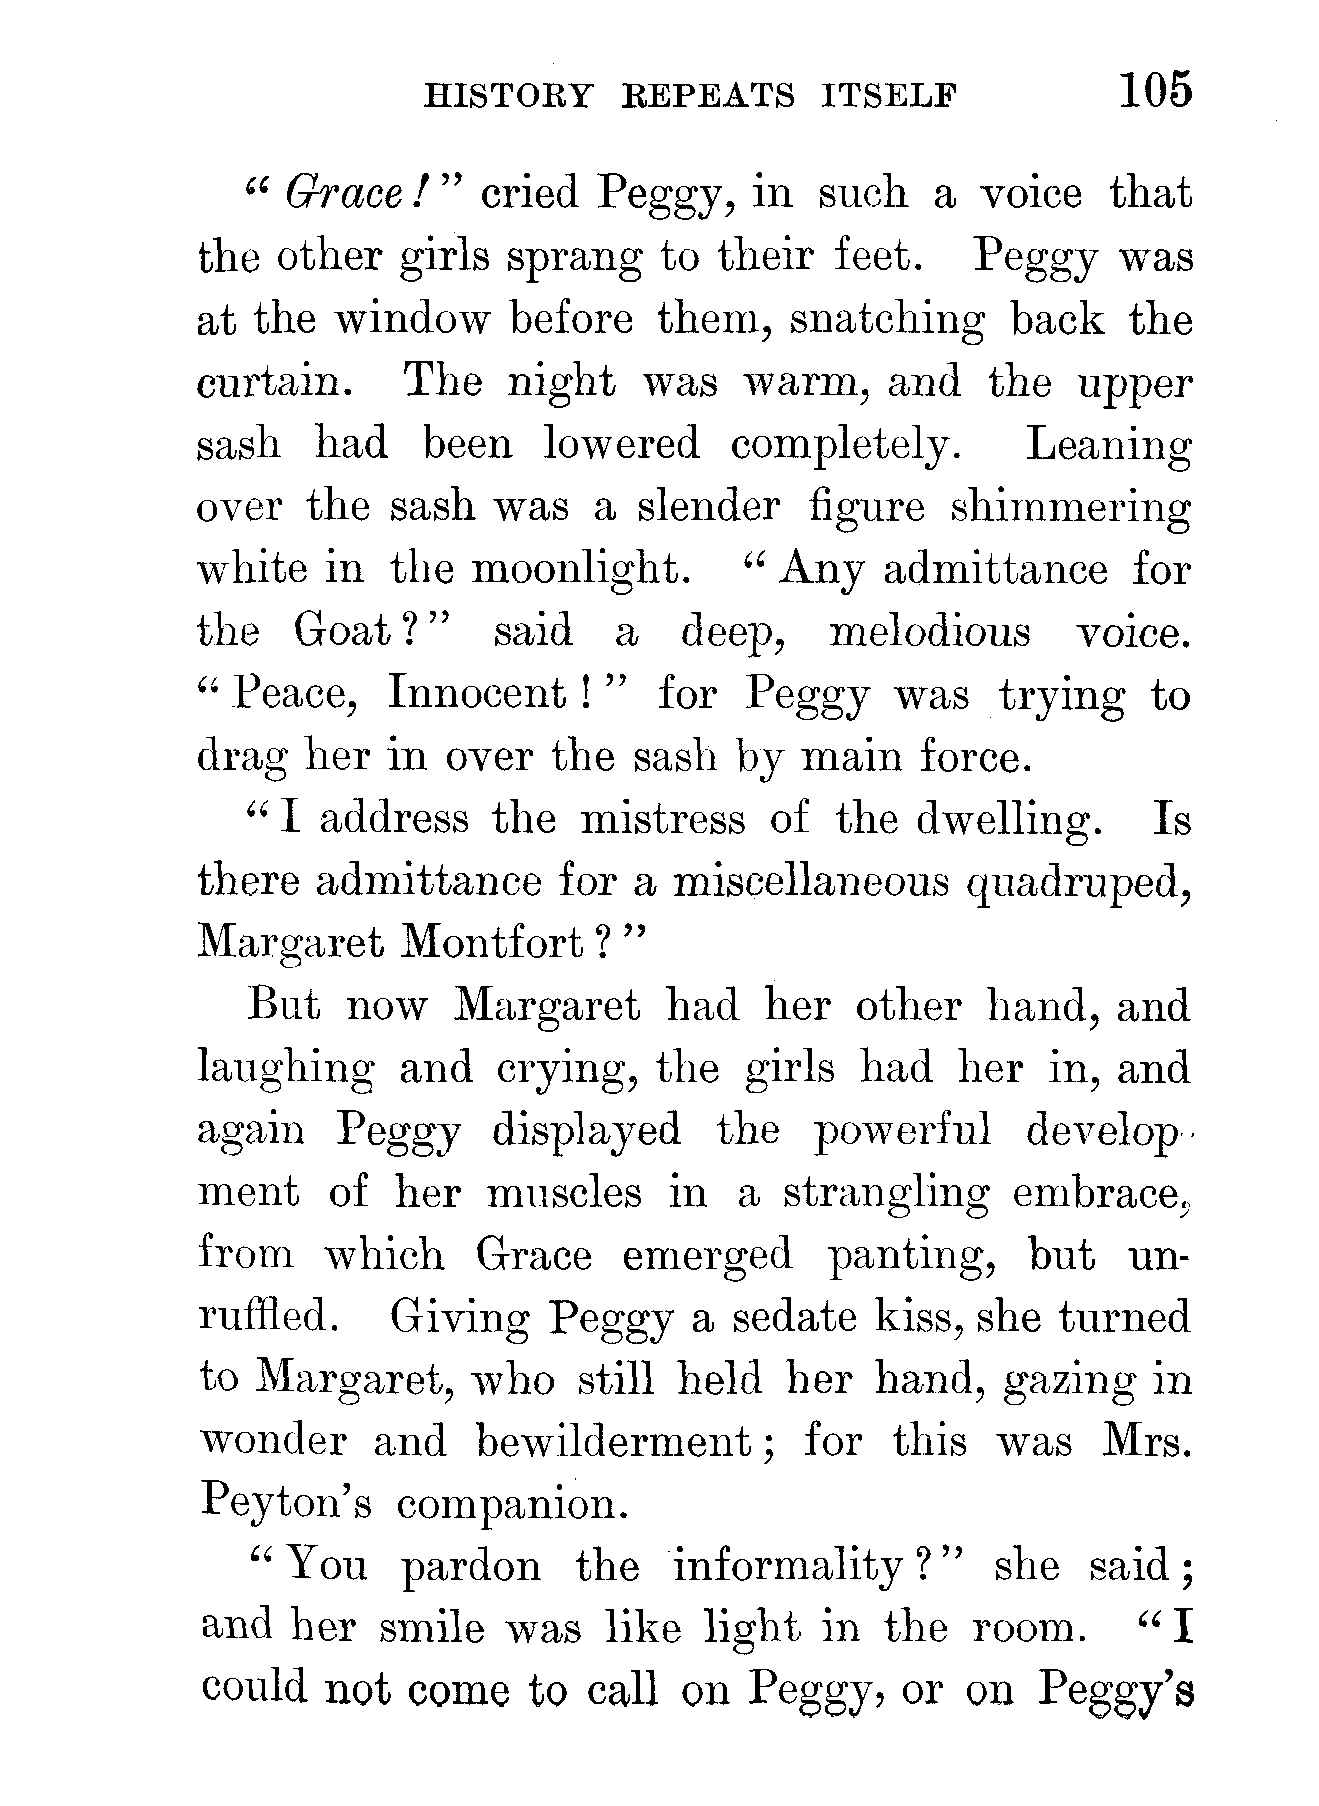 HISTORY REPEATS ITSELF 105
" Grace! " cried Peggy, in such a voice that
the other girls sprang to their feet. Peggy was
at the window before them, snatching back the
curtain. The night was warm, and the upper
sash had been lowered completely. Leaning
over the sash was a slender figure shimmering
white in the moonlight. " Any admittance for
the Goat? " said a deep, melodious voice.
" Peace, Innocent! " for Peggy was trying to
drag her in over the sash by main force.
" I address the mistress of the dwelling. Is
there admittance for a miscellaneous quadruped,
Margaret Montfort? "
But now Margaret had her other hand, and
laughing and crying, the girls had her in, and
again Peggy displayed the powerful develop-
ment of her muscles in a strangling embrace,
from which Grace emerged panting, but un-
ruffled. Giving Peggy a sedate kiss, she turned
to Margaret, who still held her hand, gazing in
wonder and bewilderment; for this was Mrs.
Peyton's companion.
" You pardon the informality? " she said;
and her smile was like light in the room. " I
could not come to call on Peggy, or on Peggy's